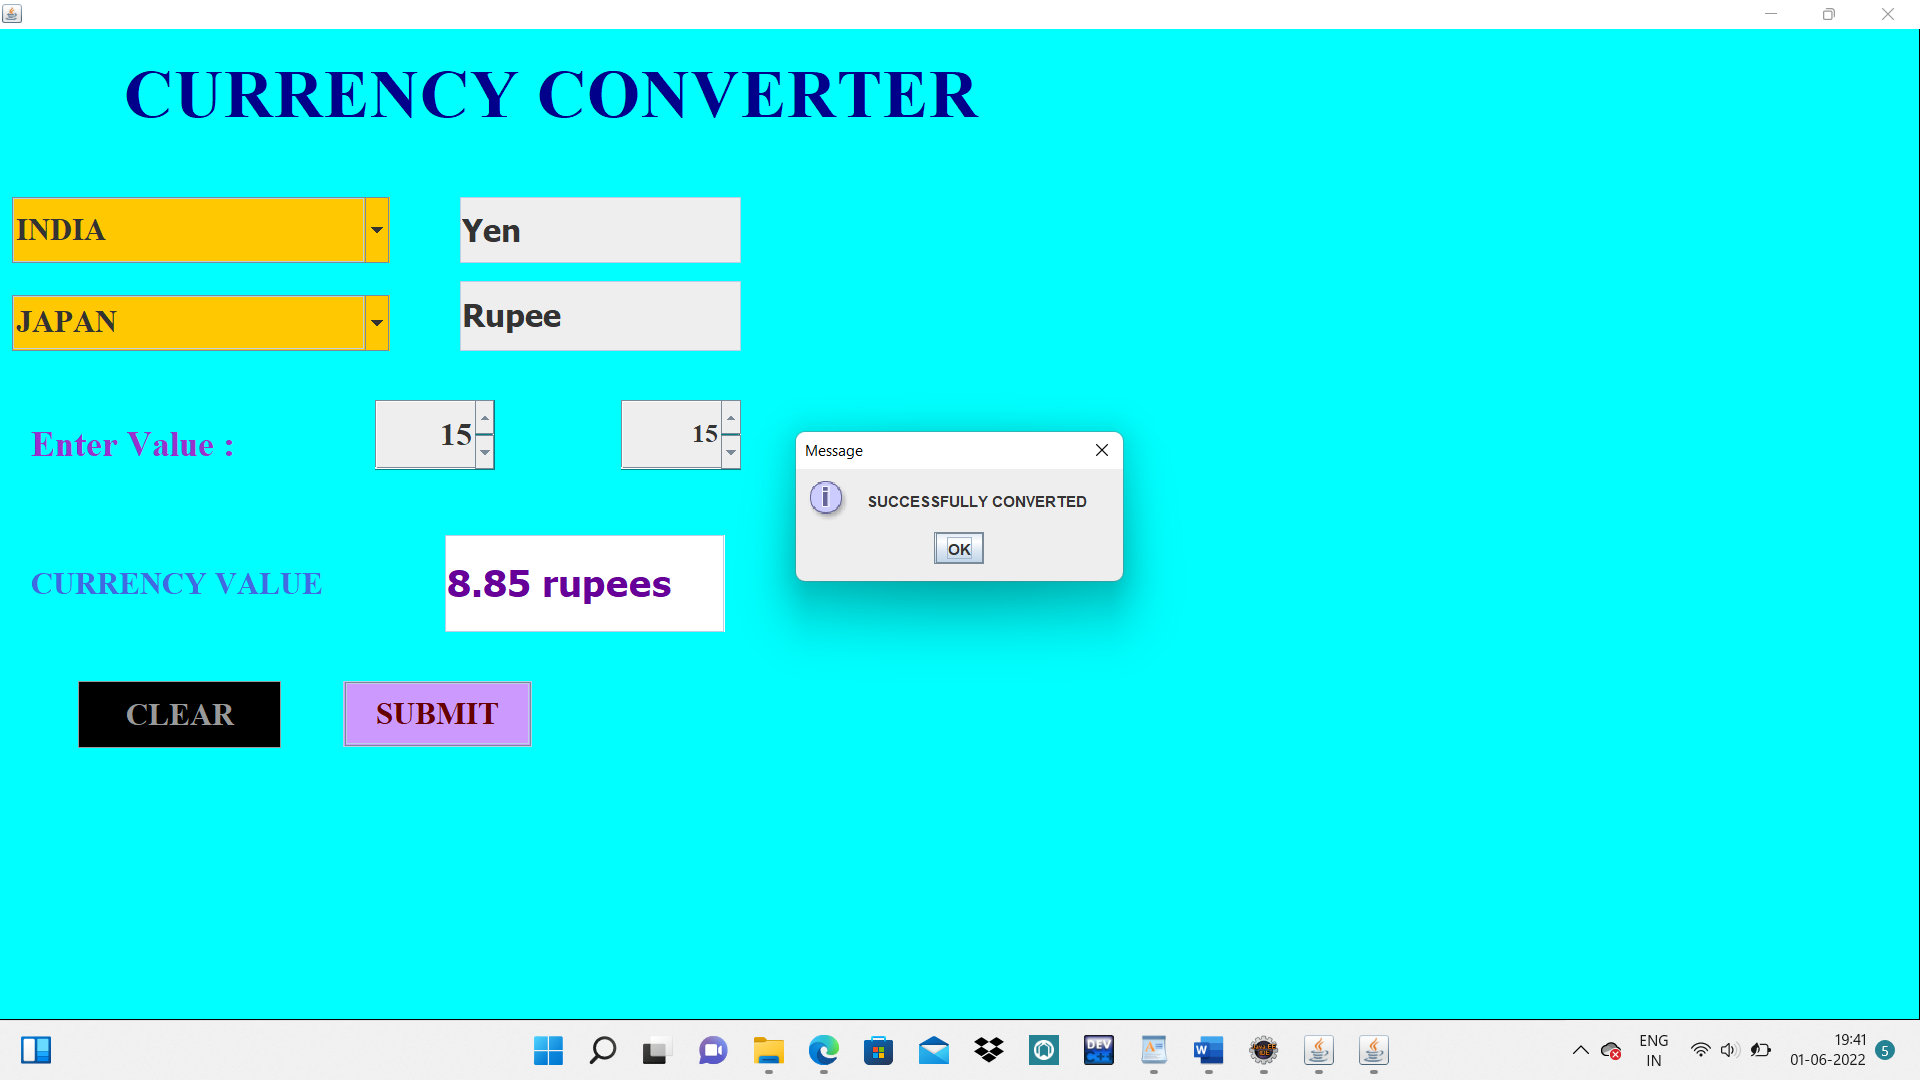 CURRENCY CONVERTER
INDIA
Yen
JAPAN
Rupee
Enter Value :
15
15
Message
SUCCESSFULLY CONVERTED
OK
CURRENCY VALUE
8.85 rupees
CLEAR
SUBMIT
DEV
C++
W
ENG
IN
19:41
01-06-2022
5